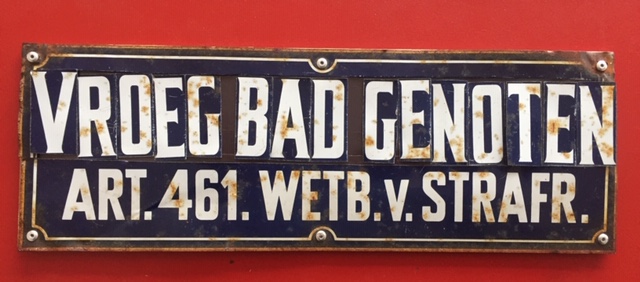 VROEG BAD GENOTEN
ART. 461. WETB. v. STRAFR.